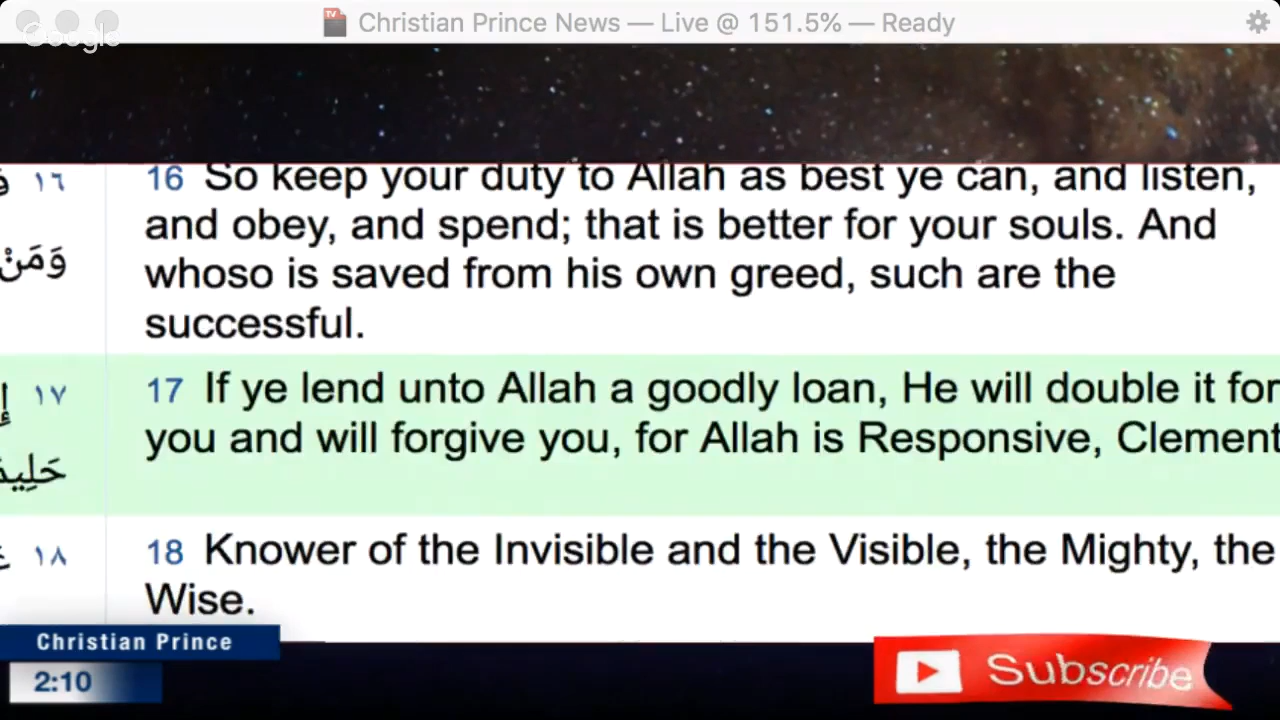 Christian Prince News — Live @ 151.5% — Ready
Google
١٦ 16 So keep your duty to Allah as best ye can, and listen,
and obey, and spend; that is better for your souls. And
وَمَنْ whoso is saved from his own greed, such are the
successful.
١٧ 17 If ye lend unto Allah a goodly loan, He will double it for
you and will forgive you, for Allah is Responsive, Clement
١٨ 18 Knower of the Invisible and the Visible, the Mighty, the
Wise.
Christian Prince
2:10
Subscribe